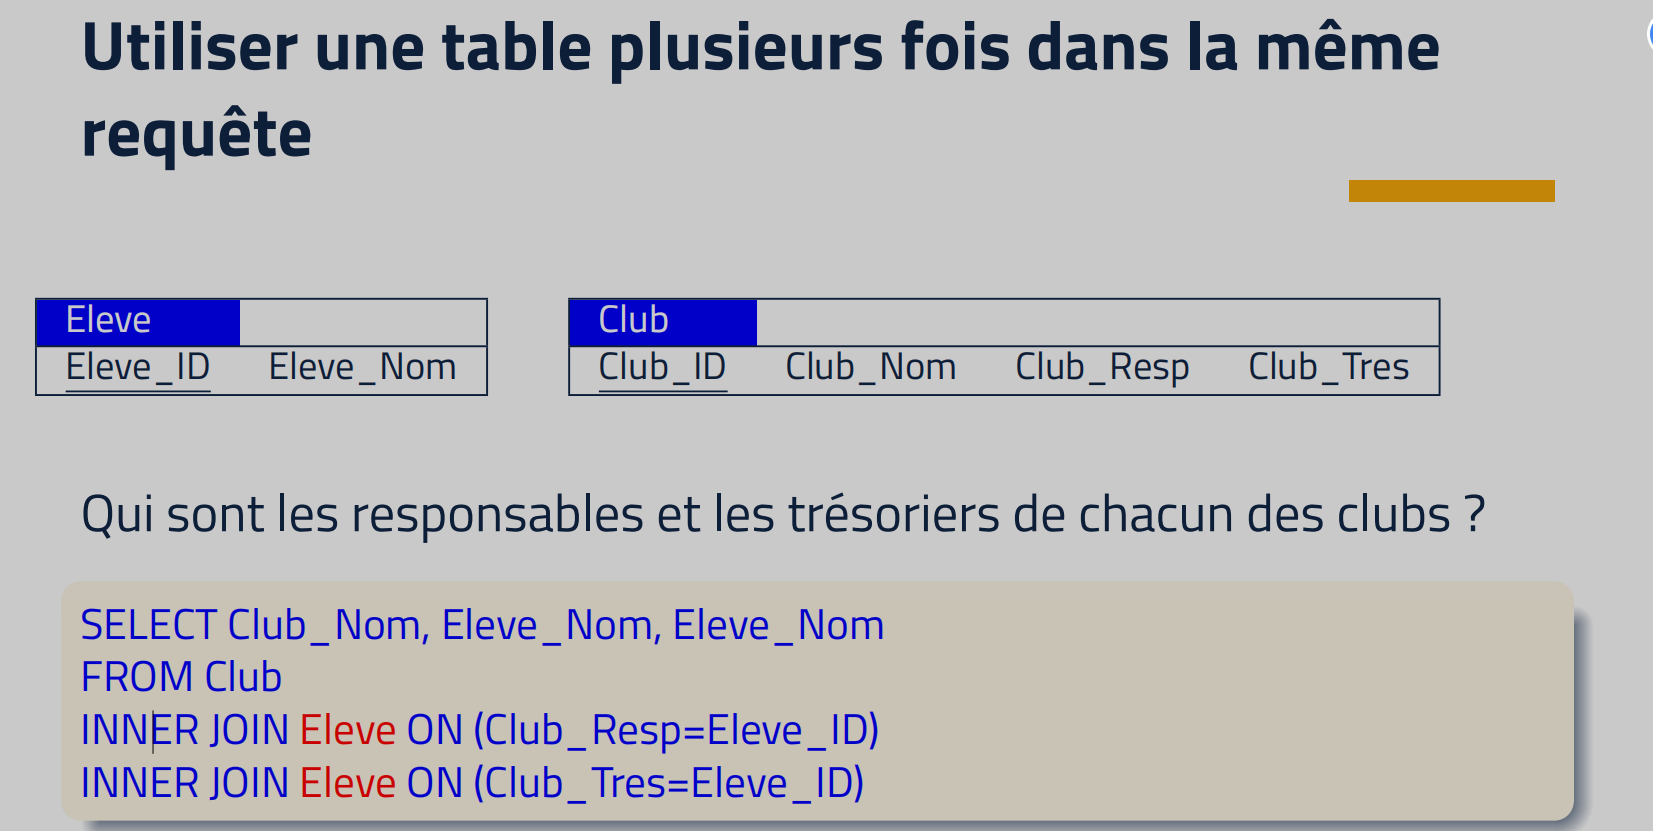 Utiliser une table plusieurs fois dans la même
requête
Eleve
Eleve_ID Eleve_Nom
Club
Club_ID Club_Nom Club_Resp Club_Tres
Qui sont les responsables et les trésoriers de chacun des clubs ?
SELECT Club_Nom, Eleve_Nom, Eleve_Nom
FROM Club
INNER JOIN Eleve ON (Club_Resp=Eleve_ID)
INNER JOIN Eleve ON (Club_Tres=Eleve_ID)